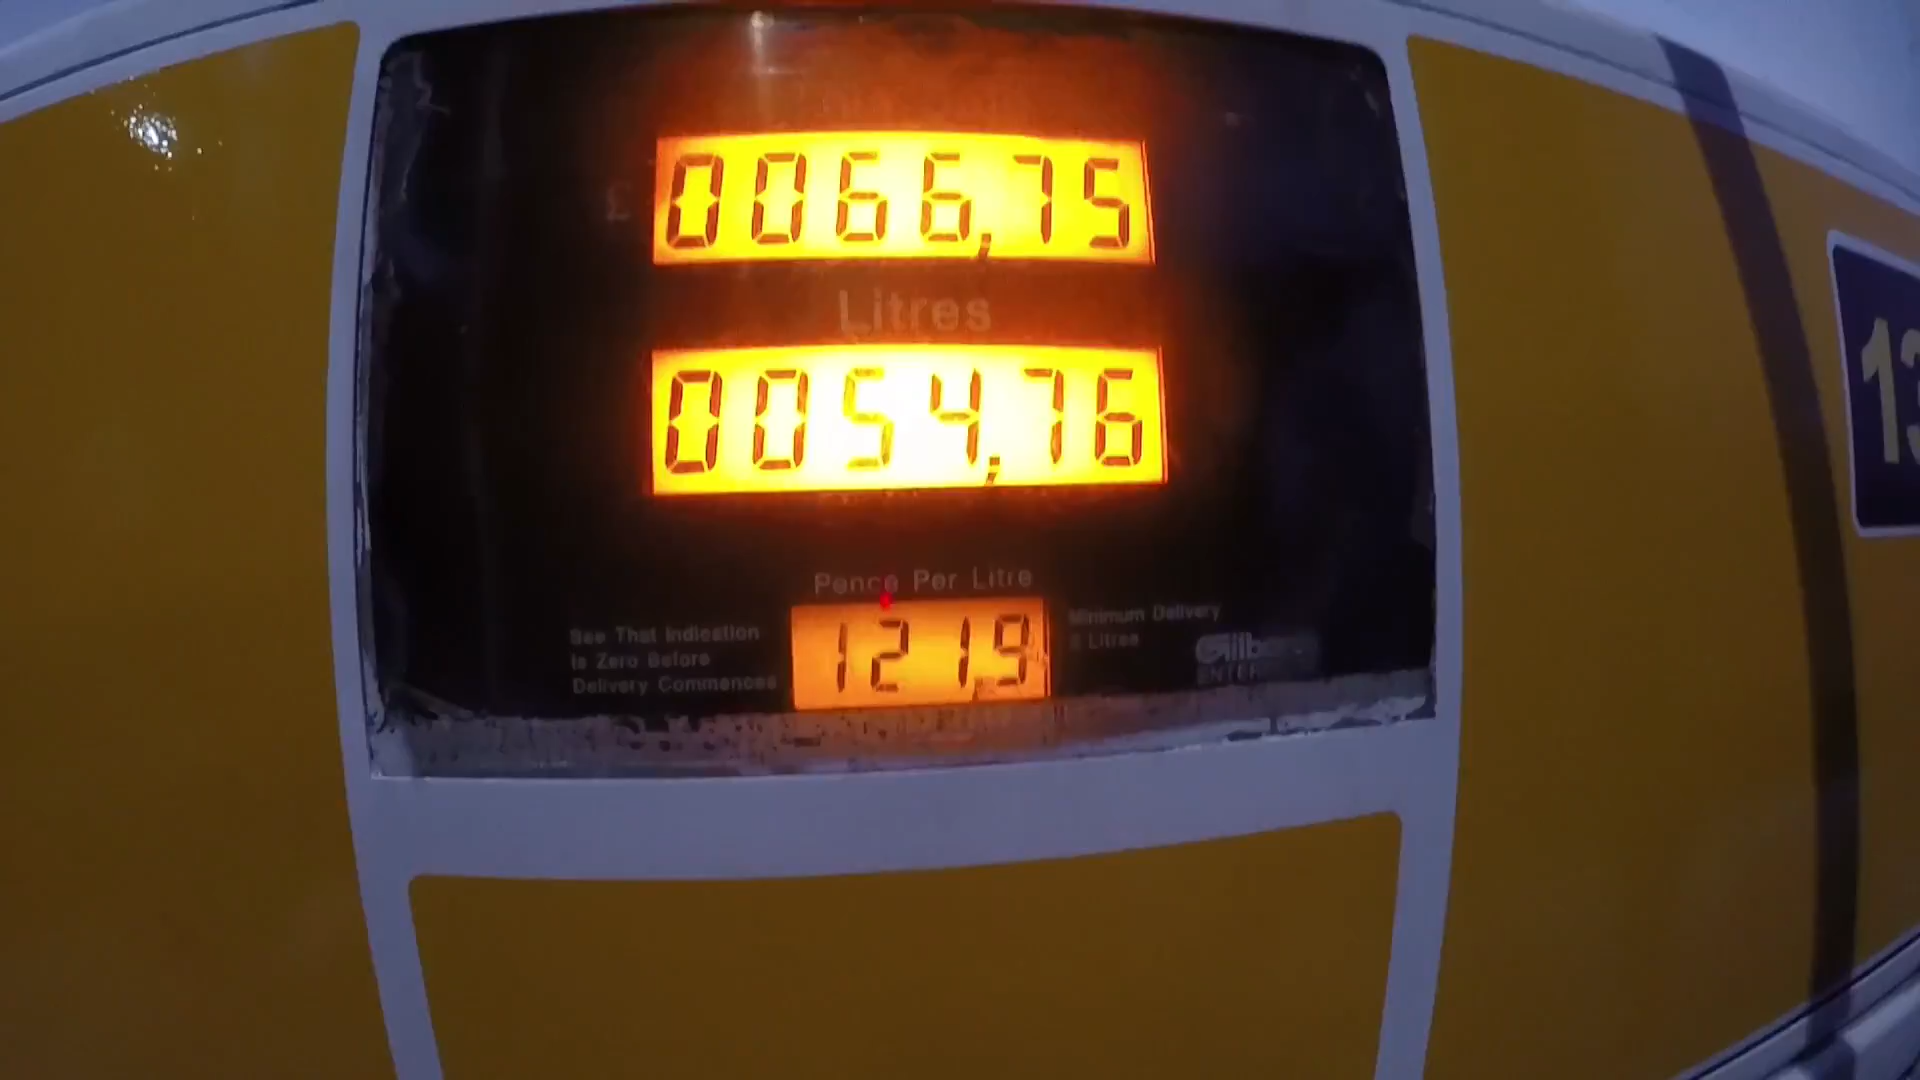 £ 0066,75
Litres
0054,76
Pence Per Litre
121,9
See That Indication
Is Zero Before
Delivery Commences
Minimum Delivery
Litres
13